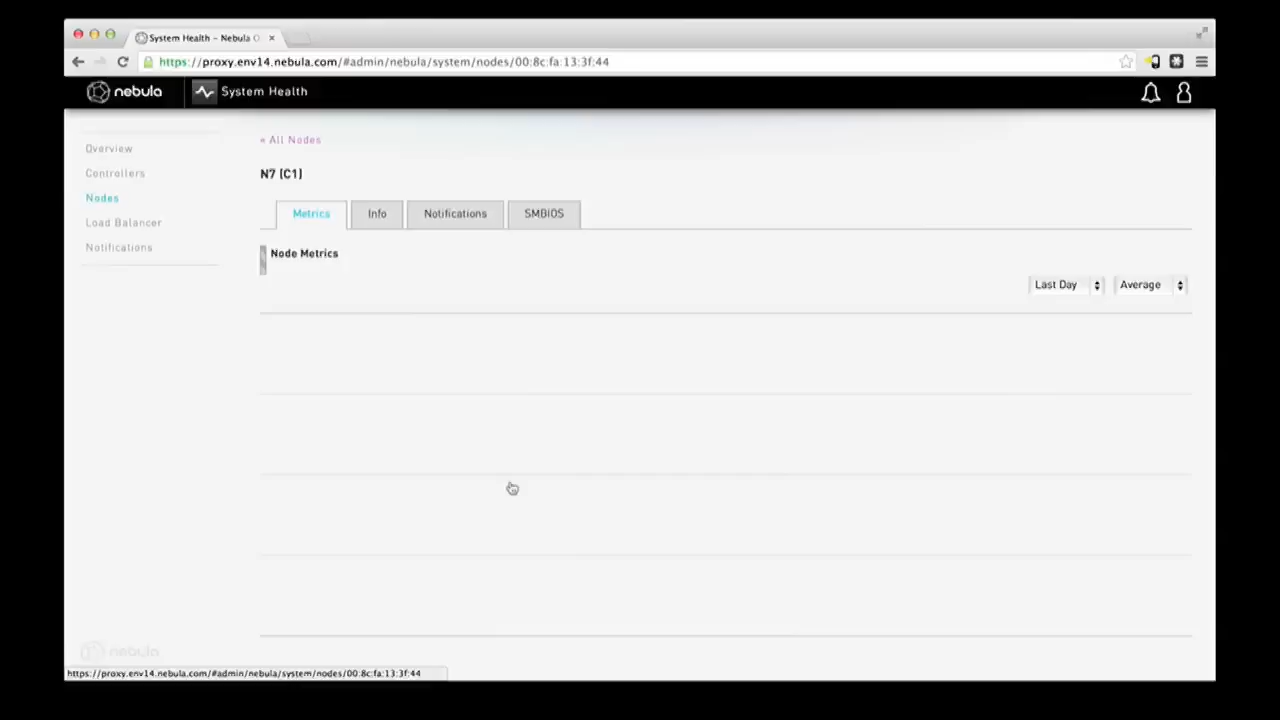 System Health - Nebula O
https://proxy.env14.nebula.com/#admin/nebula/system/nodes/00:8c:fa:13:3f:44
nebula
System Health
Overview
Controllers
Nodes
Load Balancer
Notifications
« All Nodes
N7 (C1)
Metrics
Info
Notifications
SMBIOS
Node Metrics
Last Day
Average
nebula
https://proxy.env14.nebula.com/#admin/nebula/system/nodes/00:8c:fa:13:3f:44